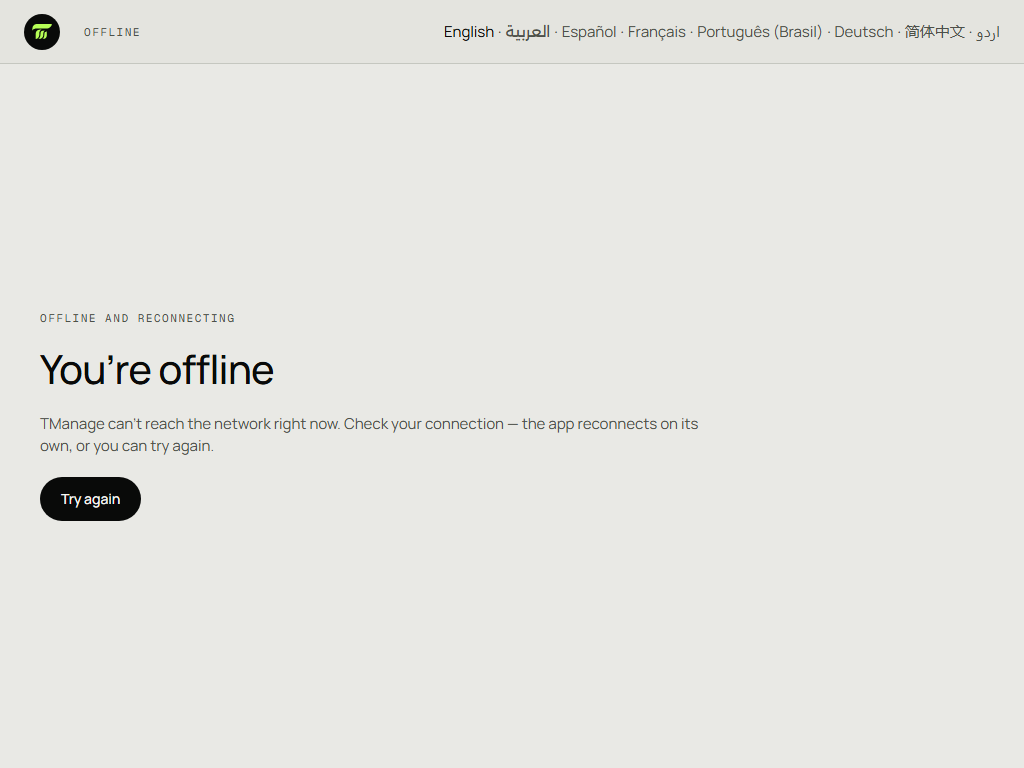 OFFLINE
English · العربية · Español · Français · Português (Brasil) · Deutsch · 简体中文 · اردو
OFFLINE AND RECONNECTING
You’re offline
TManage can’t reach the network right now. Check your connection — the app reconnects on its
own, or you can try again.
Try again